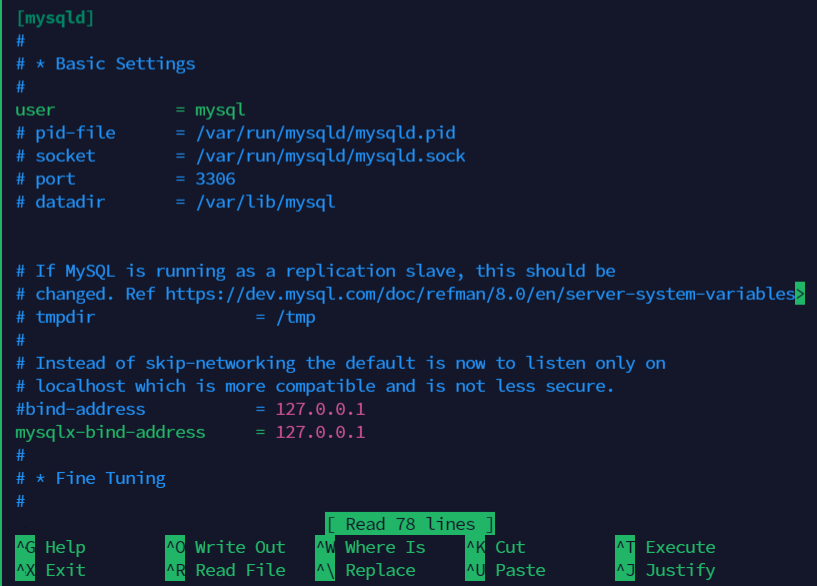 [mysqld]
#
# * Basic Settings
#
user            = mysql
# pid-file      = /var/run/mysqld/mysqld.pid
# socket        = /var/run/mysqld/mysqld.sock
# port          = 3306
# datadir       = /var/lib/mysql


# If MySQL is running as a replication slave, this should be
# changed. Ref https://dev.mysql.com/doc/refman/8.0/en/server-system-variables>
# tmpdir                = /tmp
#
# Instead of skip-networking the default is now to listen only on
# localhost which is more compatible and is not less secure.
#bind-address           = 127.0.0.1
mysqlx-bind-address     = 127.0.0.1
#
# * Fine Tuning
#
[ Read 78 lines ]
^G Help        ^O Write Out   ^W Where Is    ^K Cut         ^T Execute
^X Exit        ^R Read File   ^\ Replace     ^U Paste       ^J Justify